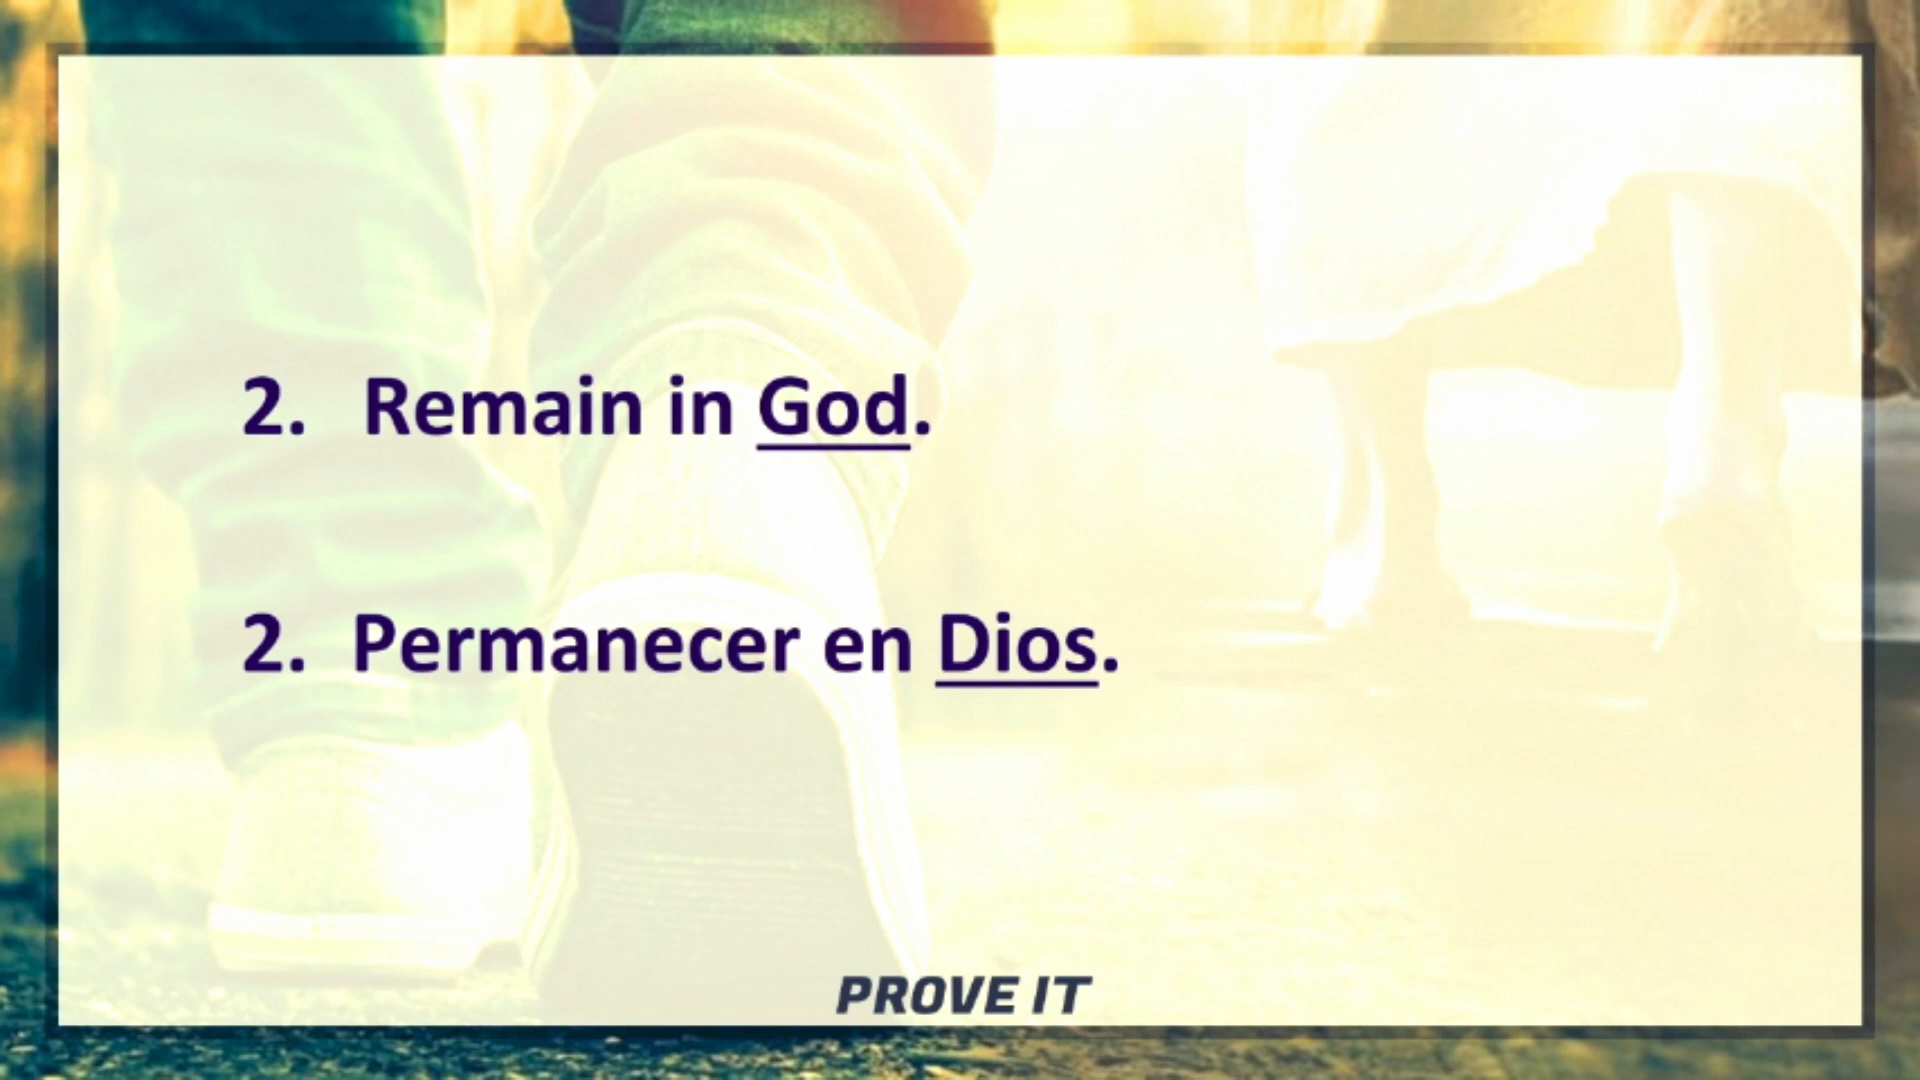 2. Remain in God.
2. Permanecer en Dios.
PROVE IT